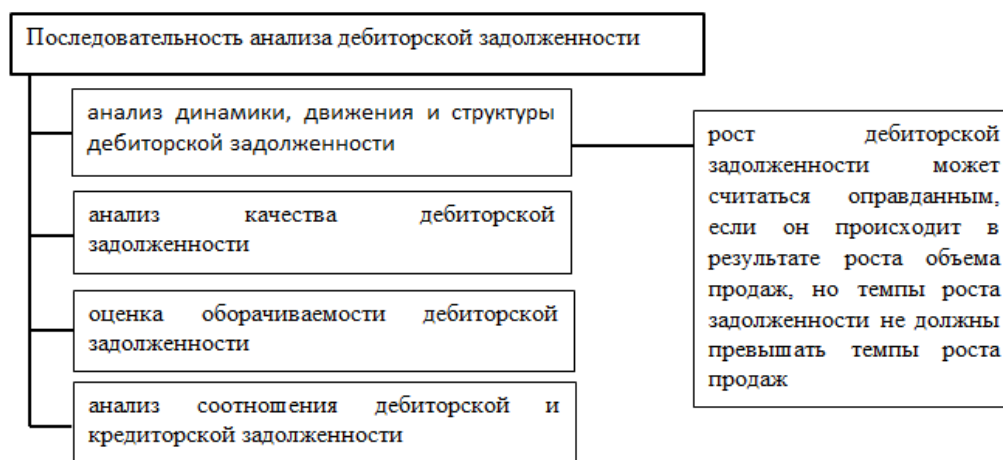 Последовательность анализа дебиторской задолженности
анализ динамики, движения и структуры
дебиторской задолженности
анализ качества дебиторской
задолженности
оценка оборачиваемости дебиторской
задолженности
анализ соотношения дебиторской и
кредиторской задолженности
рост дебиторской
задолженности может
считаться оправданным,
если он происходит в
результате роста объема
продаж, но темпы роста
задолженности не должны
превышать темпы роста
продаж